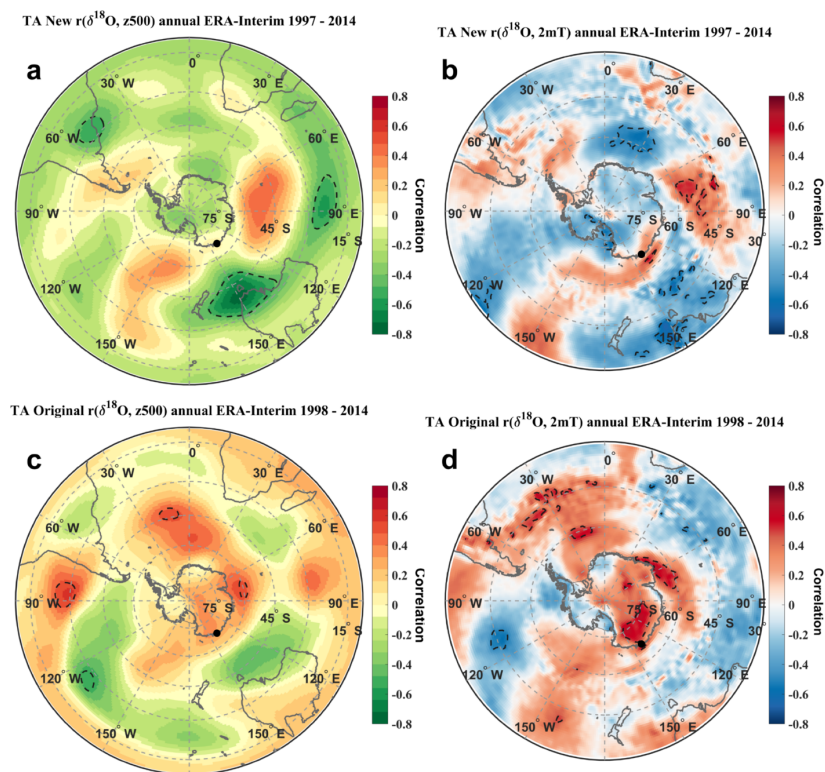 TA New r(δ¹⁸O, z500) annual ERA-Interim 1997 - 2014
a
0°
30° E
60° E
90° E
120° E
150° E
150° W
120° W
90° W
60° W
30° W
75° S
45° S
15° S
0.8
0.6
0.4
0.2
0
-0.2
-0.4
-0.6
-0.8
Correlation
TA New r(δ¹⁸O, 2mT) annual ERA-Interim 1997 - 2014
b
0°
30° E
60° E
90° E
120° E
150° E
150° W
120° W
90° W
60° W
30° W
75° S
60° S
45° S
30° S
0.8
0.6
0.4
0.2
0
-0.2
-0.4
-0.6
-0.8
Correlation
TA Original r(δ¹⁸O, z500) annual ERA-Interim 1998 - 2014
c
0°
30° E
60° E
90° E
120° E
150° E
150° W
120° W
90° W
60° W
30° W
75° S
45° S
15° S
0.8
0.6
0.4
0.2
0
-0.2
-0.4
-0.6
-0.8
Correlation
TA Original r(δ¹⁸O, 2mT) annual ERA-Interim 1998 - 2014
d
0°
30° E
60° E
90° E
120° E
150° E
150° W
120° W
90° W
60° W
30° W
75° S
60° S
45° S
30° S
0.8
0.6
0.4
0.2
0
-0.2
-0.4
-0.6
-0.8
Correlation